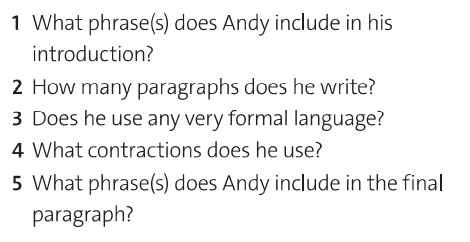 1 What phrase(s) does Andy include in his
introduction?
2 How many paragraphs does he write?
3 Does he use any very formal language?
4 What contractions does he use?
5 What phrase(s) does Andy include in the final
paragraph?